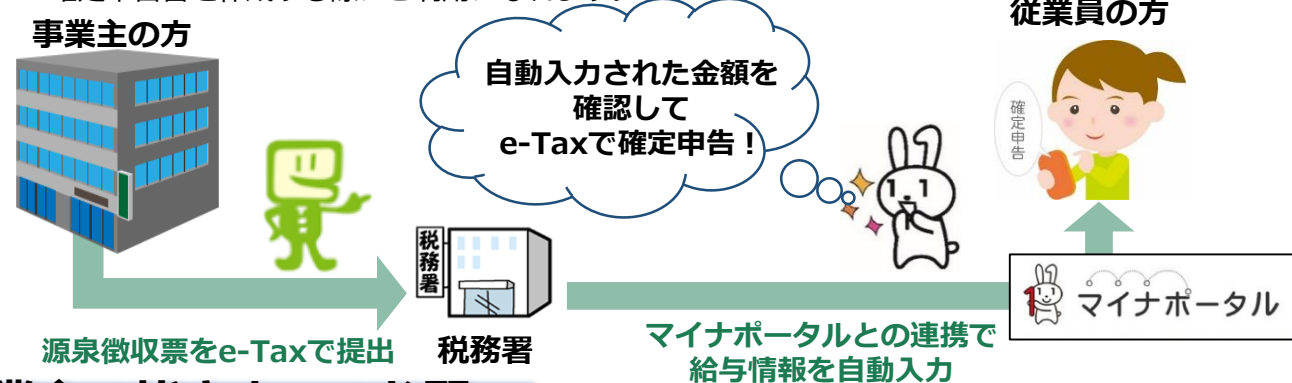 事業主の方
従業員の方
自動入力された金額を
確認して
e-Taxで確定申告！
確定申告
税務署
マイナポータル
源泉徴収票をe-Taxで提出
税務署
マイナポータルとの連携で
給与情報を自動入力